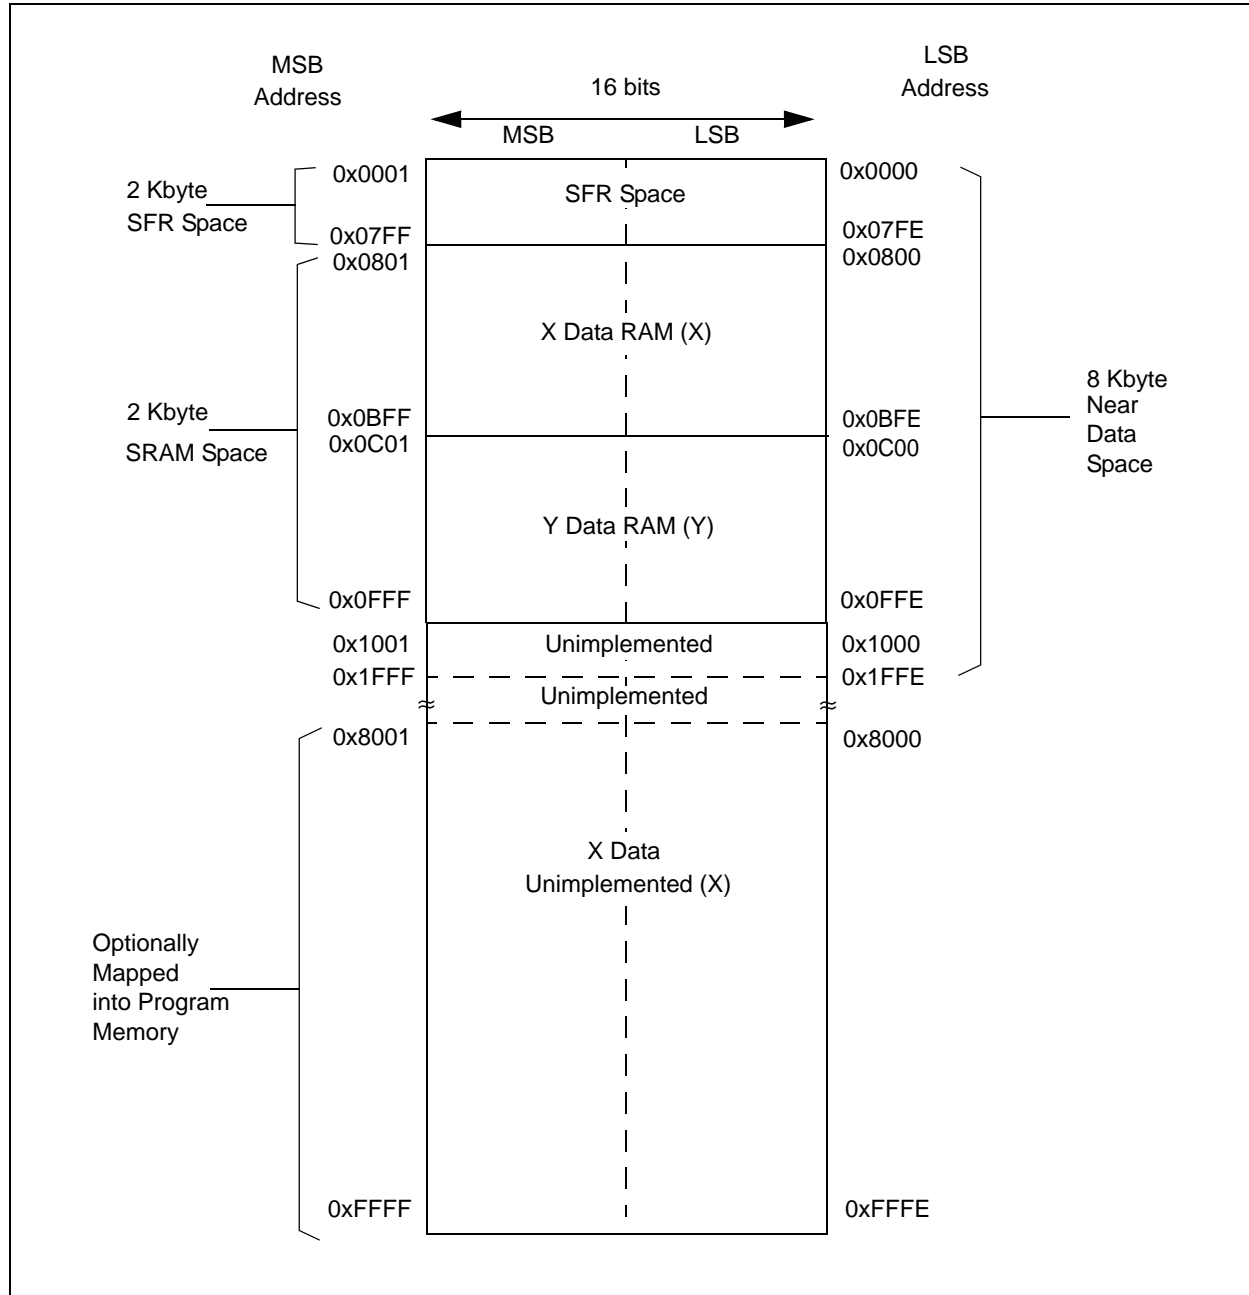 MSB
Address
LSB
Address
16 bits
MSB
LSB
0x0001
0x0000
2 Kbyte
SFR Space
SFR Space
0x07FF
0x07FE
0x0801
0x0800
X Data RAM (X)
2 Kbyte
SRAM Space
0x0BFF
0x0BFE
0x0C01
0x0C00
8 Kbyte
Near
Data
Space
Y Data RAM (Y)
0x0FFF
0x0FFE
0x1001
Unimplemented
0x1000
0x1FFF
0x1FFE
Unimplemented
0x8001
0x8000
X Data
Unimplemented (X)
Optionally
Mapped
into Program
Memory
0xFFFF
0xFFFE